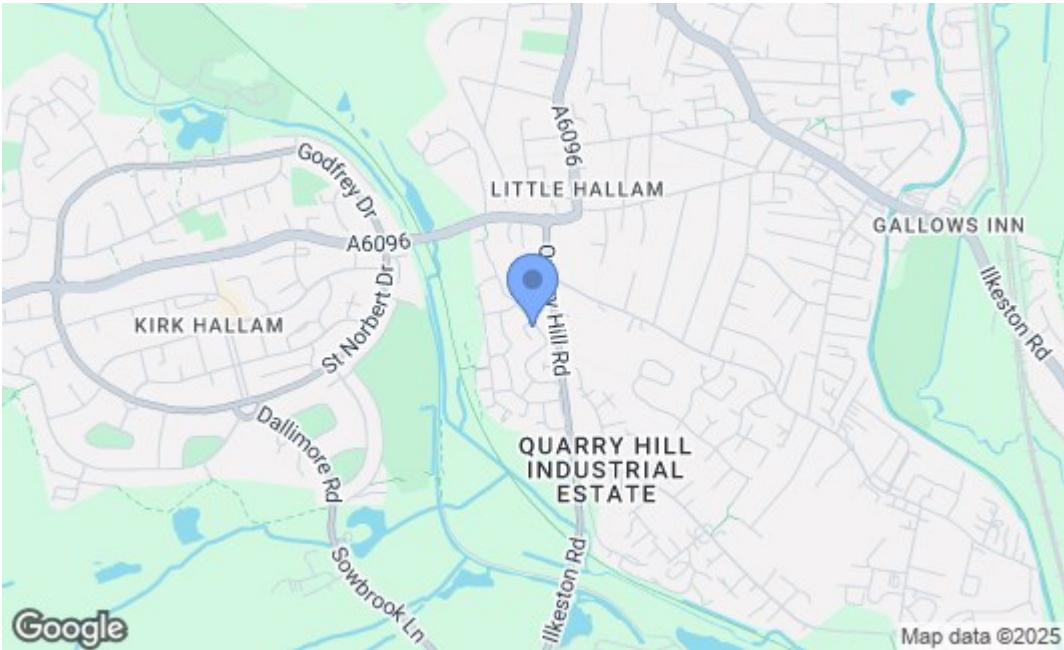 A6096
Godfrey Dr
LITTLE HALLAM
A6096
GALLOWS INN
Ilkeston Rd
KIRK HALLAM
St Norbert Dr
Hill Rd
Dallimore Rd
QUARRY HILL
INDUSTRIAL
ESTATE
Sowbrook Ln
Ilkeston Rd
Google
Map data ©2025